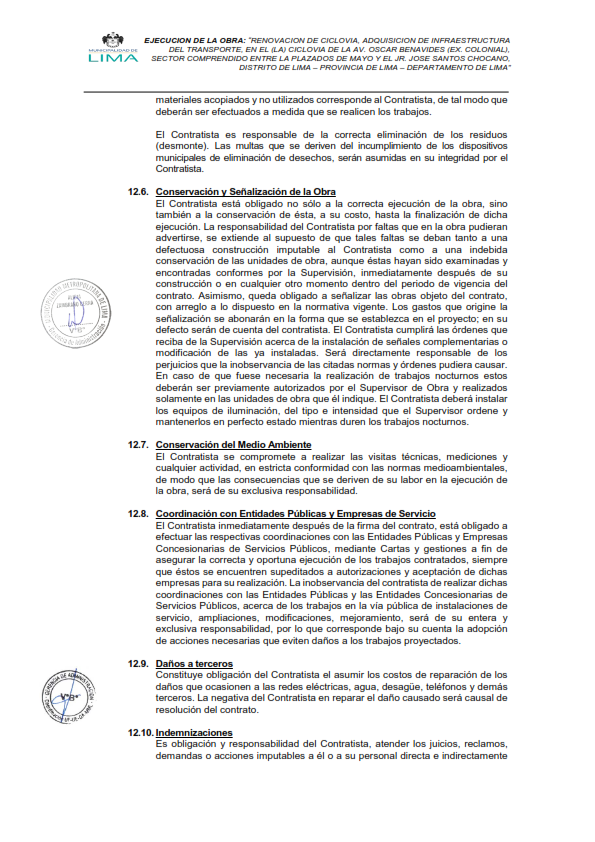 MUNICIPALIDAD DE
LIMA
EJECUCION DE LA OBRA: "RENOVACION DE CICLOVIA, ADQUISICION DE INFRAESTRUCTURA
DEL TRANSPORTE, EN EL (LA) CICLOVIA DE LA AV. OSCAR BENAVIDES (EX. COLONIAL),
SECTOR COMPRENDIDO ENTRE LA PLAZADOS DE MAYO Y EL JR. JOSE SANTOS CHOCANO,
DISTRITO DE LIMA – PROVINCIA DE LIMA – DEPARTAMENTO DE LIMA"
materiales acopiados y no utilizados corresponde al Contratista, de tal modo que
deberán ser efectuados a medida que se realicen los trabajos.
El Contratista es responsable de la correcta eliminación de los residuos
(desmonte). Las multas que se deriven del incumplimiento de los dispositivos
municipales de eliminación de desechos, serán asumidas en su integridad por el
Contratista.
12.6. Conservación y Señalización de la Obra
El Contratista está obligado no sólo a la correcta ejecución de la obra, sino
también a la conservación de ésta, a su costo, hasta la finalización de dicha
ejecución. La responsabilidad del Contratista por faltas que en la obra pudieran
advertirse, se extiende al supuesto de que tales faltas se deban tanto a una
defectuosa construcción imputable al Contratista como a una indebida
conservación de las unidades de obra, aunque éstas hayan sido examinadas y
encontradas conformes por la Supervisión, inmediatamente después de su
construcción o en cualquier otro momento dentro del periodo de vigencia del
contrato. Asimismo, queda obligado a señalizar las obras objeto del contrato,
con arreglo a lo dispuesto en la normativa vigente. Los gastos que origine la
señalización se abonarán en la forma que se establezca en el proyecto; en su
defecto serán de cuenta del contratista. El Contratista cumplirá las órdenes que
reciba de la Supervisión acerca de la instalación de señales complementarias o
modificación de las ya instaladas. Será directamente responsable de los
perjuicios que la inobservancia de las citadas normas y órdenes pudiera causar.
En caso de que fuese necesaria la realización de trabajos nocturnos estos
deberán ser previamente autorizados por el Supervisor de Obra y realizados
solamente en las unidades de obra que él indique. El Contratista deberá instalar
los equipos de iluminación, del tipo e intensidad que el Supervisor ordene y
mantenerlos en perfecto estado mientras duren los trabajos nocturnos.
12.7. Conservación del Medio Ambiente
El Contratista se compromete a realizar las visitas técnicas, mediciones y
cualquier actividad, en estricta conformidad con las normas medioambientales,
de modo que las consecuencias que se deriven de su labor en la ejecución de
la obra, será de su exclusiva responsabilidad.
12.8. Coordinación con Entidades Públicas y Empresas de Servicio
El Contratista inmediatamente después de la firma del contrato, está obligado a
efectuar las respectivas coordinaciones con las Entidades Públicas y Empresas
Concesionarias de Servicios Públicos, mediante Cartas y gestiones a fin de
asegurar la correcta y oportuna ejecución de los trabajos contratados, siempre
que éstos se encuentren supeditados a autorizaciones y aceptación de dichas
empresas para su realización. La inobservancia del contratista de realizar dichas
coordinaciones con las Entidades Públicas y las Entidades Concesionarias de
Servicios Públicos, acerca de los trabajos en la vía pública de instalaciones de
servicio, ampliaciones, modificaciones, mejoramiento, será de su entera y
exclusiva responsabilidad, por lo que corresponde bajo su cuenta la adopción
de acciones necesarias que eviten daños a los trabajos proyectados.
12.9. Daños a terceros
Constituye obligación del Contratista el asumir los costos de reparación de los
daños que ocasionen a las redes eléctricas, agua, desagüe, teléfonos y demás
terceros. La negativa del Contratista en reparar el daño causado será causal de
resolución del contrato.
GERENCIA DE ADMINISTRACIÓN
V°B°
12.10. Indemnizaciones
Es obligación y responsabilidad del Contratista, atender los juicios, reclamos,
demandas o acciones imputables a él o a su personal directa e indirectamente